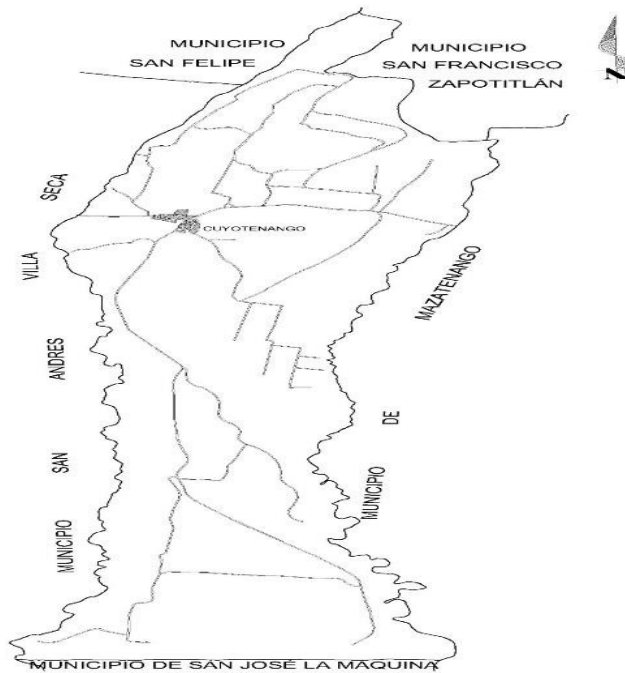 MUNICIPIO
SAN FELIPE
MUNICIPIO
SAN FRANCISCO
ZAPOTITLÁN
N
CUYOTENANGO
MUNICIPIO SAN ANDRES VILLA SECA
MUNICIPIO DE MAZATENANGO
MUNICIPIO DE SAN JOSÉ LA MAQUINA